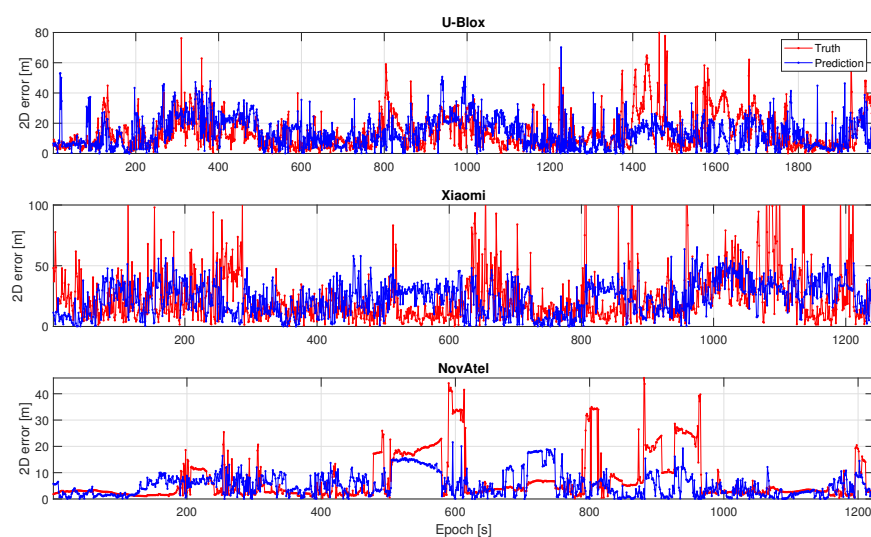 U-Blox
80
60
40
20
0
2D error [m]
Truth
Prediction
200 400 600 800 1000 1200 1400 1600 1800
Xiaomi
100
50
0
2D error [m]
200 400 600 800 1000 1200
NovAtel
40
30
20
10
0
2D error [m]
200 400 600 800 1000 1200
Epoch [s]